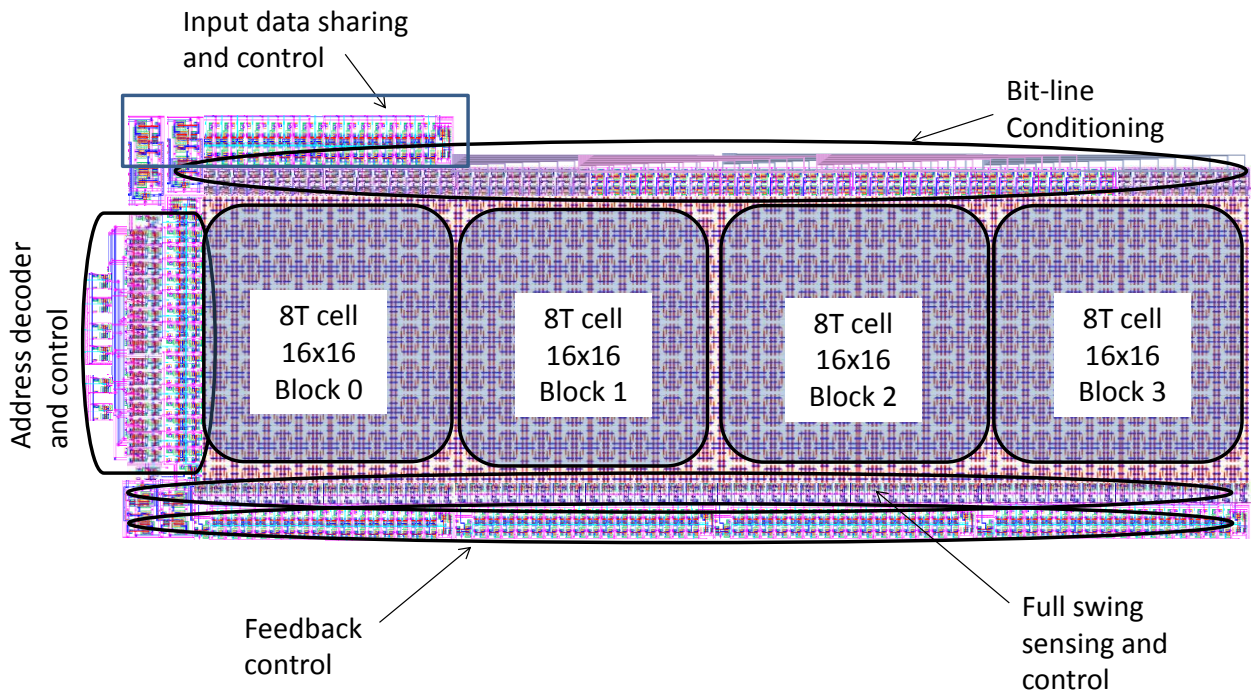 Input data sharing
and control
Bit-line
Conditioning
Address decoder
and control
8T cell
16x16
Block 0
8T cell
16x16
Block 1
8T cell
16x16
Block 2
8T cell
16x16
Block 3
Feedback
control
Full swing
sensing and
control